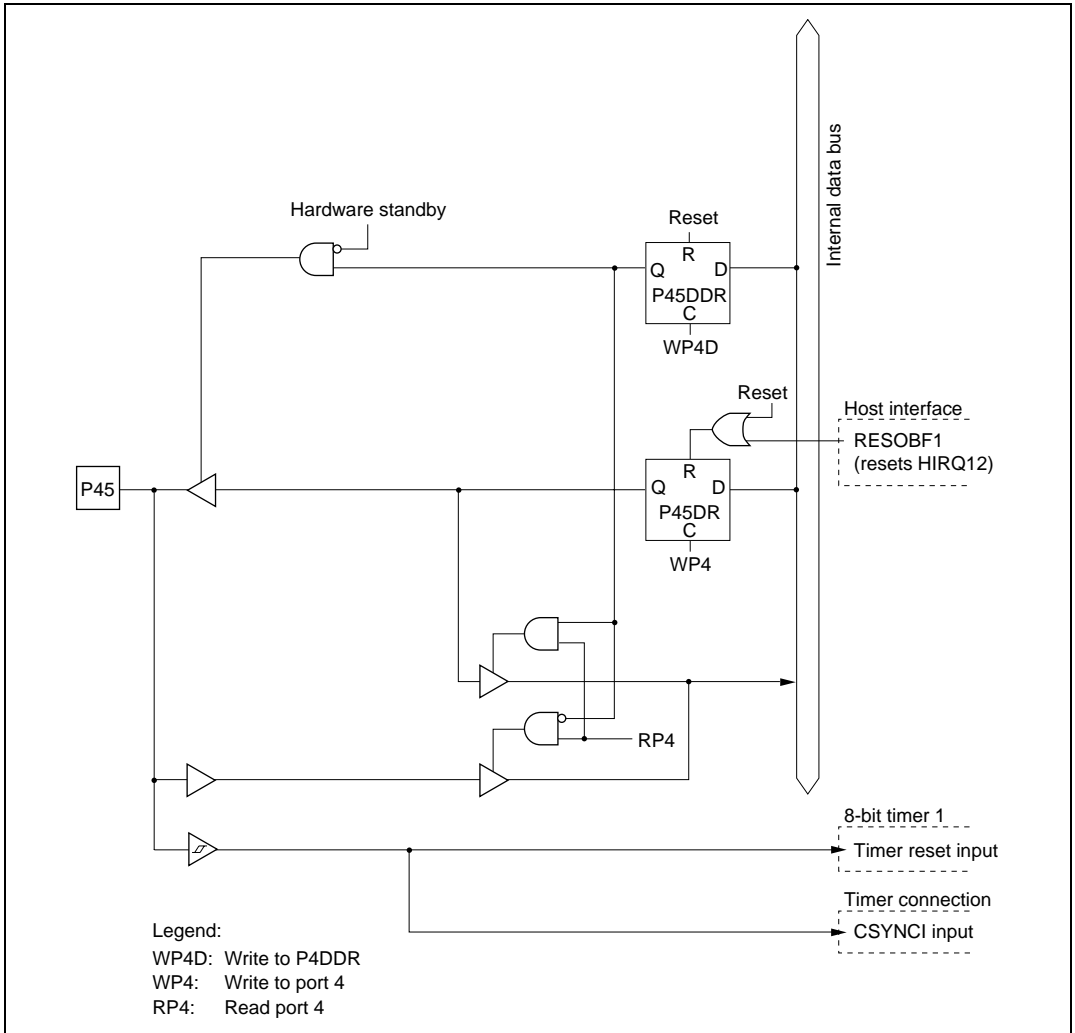 Internal data bus
Hardware standby
Reset
R
Q D
P45DDR
C
WP4D
Reset
Host interface
RESOBF1
(resets HIRQ12)
R
P45
Q D
P45DR
C
WP4
RP4
8-bit timer 1
Timer reset input
Timer connection
CSYNCI input
Legend:
WP4D: Write to P4DDR
WP4: Write to port 4
RP4: Read port 4